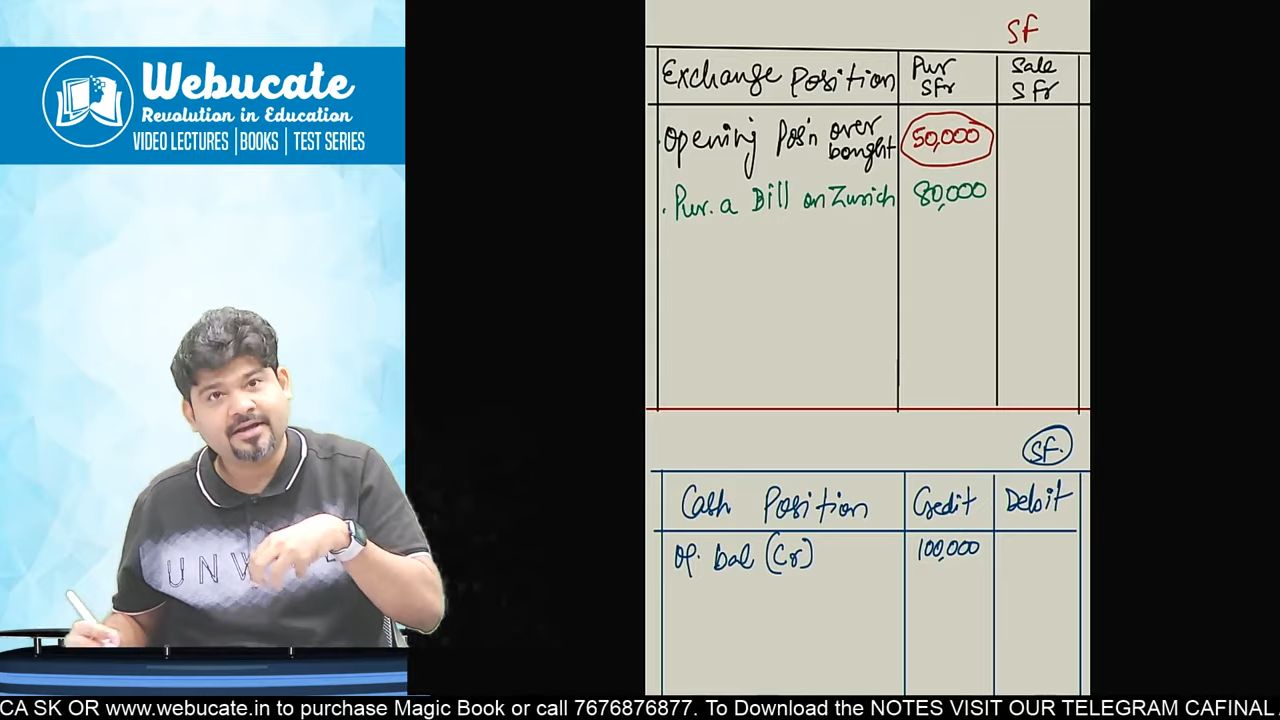 Webucate
Revolution in Education
VIDEO LECTURES | BOOKS | TEST SERIES
SF
Exchange Position Pur SFr Sale SFr
Opening Pos'n over bought 50,000
. Pur. a Bill on Zurich 80,000
SF.
Cash Position Credit Debit
Op. bal (Cr) 100,000
CA SK OR www.webucate.in to purchase Magic Book or call 7676876877. To Download the NOTES VISIT OUR TELEGRAM CAFINAL